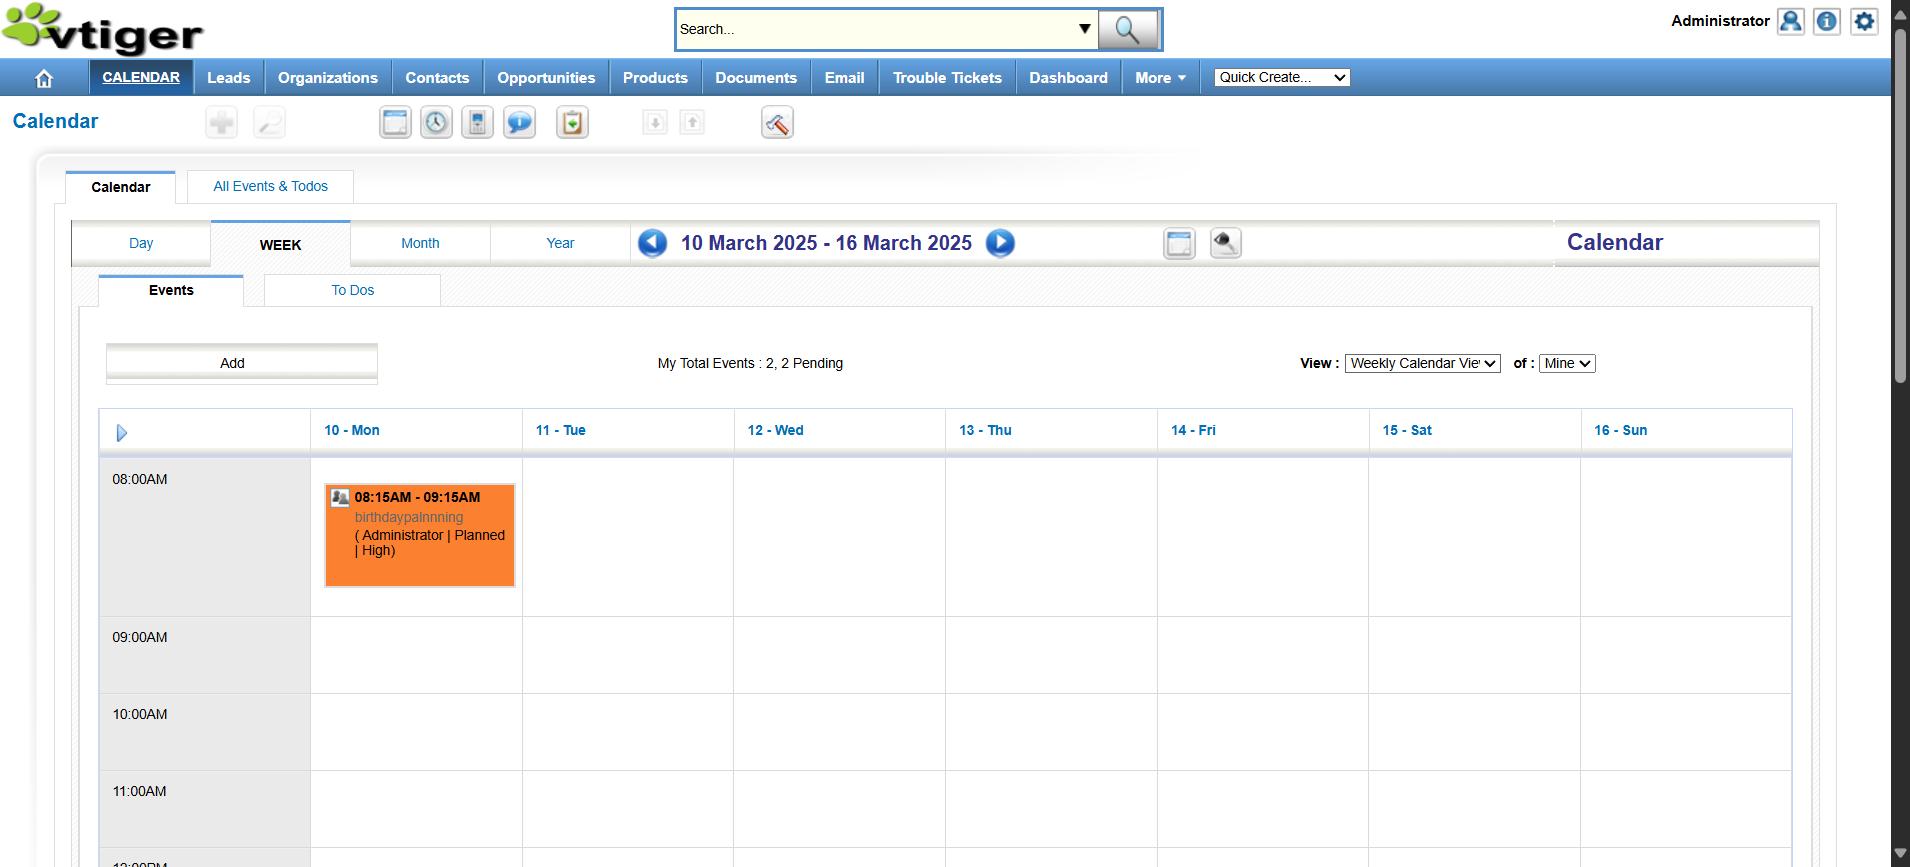 vtiger
Search...
Administrator
CALENDAR
Leads
Organizations
Contacts
Opportunities
Products
Documents
Email
Trouble Tickets
Dashboard
More
Quick Create...
Calendar
Calendar
All Events & Todos
Day
WEEK
Month
Year
10 March 2025 - 16 March 2025
Calendar
Events
To Dos
Add
My Total Events : 2, 2 Pending
View :
Weekly Calendar Vie
of :
Mine
10 - Mon
11 - Tue
12 - Wed
13 - Thu
14 - Fri
15 - Sat
16 - Sun
08:00AM
08:15AM - 09:15AM
birthdaypalnnning
( Administrator | Planned
| High)
09:00AM
10:00AM
11:00AM
12:00PM